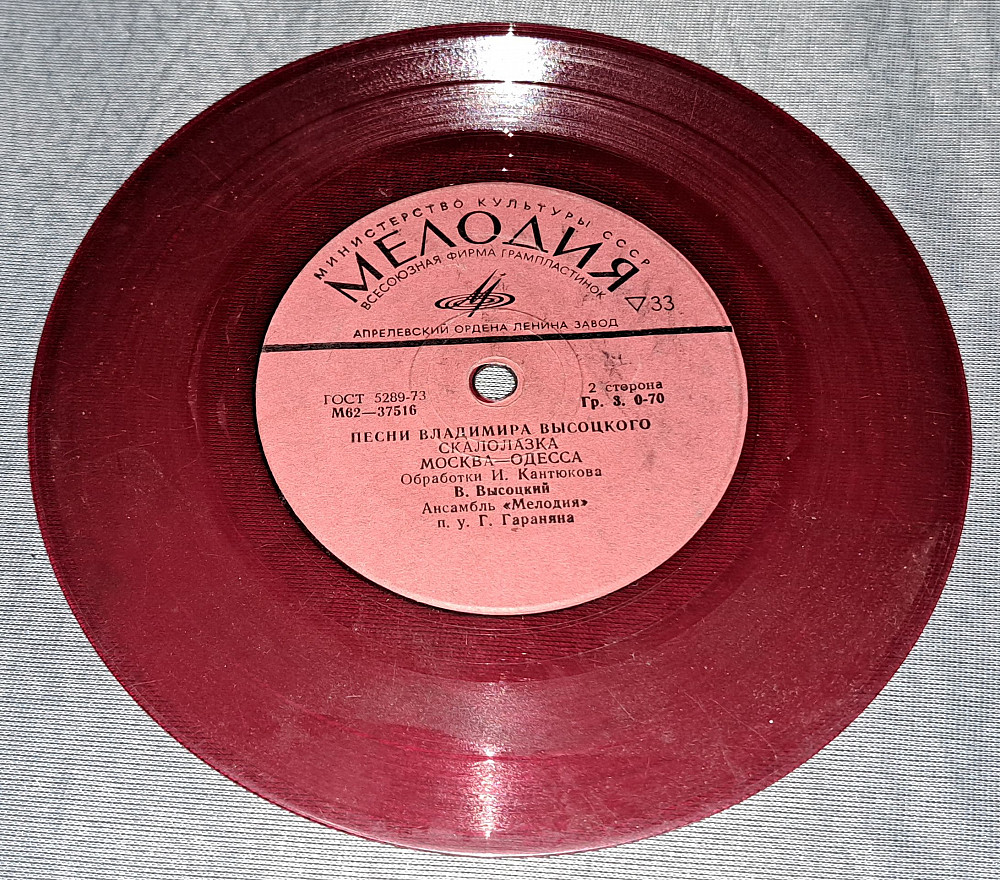 МИНИСТЕРСТВО КУЛЬТУРЫ СССР
МЕЛОДИЯ
ВСЕСОЮЗНАЯ ФИРМА ГРАМПЛАСТИНОК
33
АПРЕЛЕВСКИЙ ОРДЕНА ЛЕНИНА ЗАВОД
ГОСТ 5289-73
2 сторона
М62—37516
Гр. 3. 0-70
ПЕСНИ ВЛАДИМИРА ВЫСОЦКОГО
СКАЛОЛАЗКА
МОСКВА—ОДЕССА
Обработки И. Кантюкова
В. Высоцкий
Ансамбль «Мелодия»
п. у. Г. Гараняна